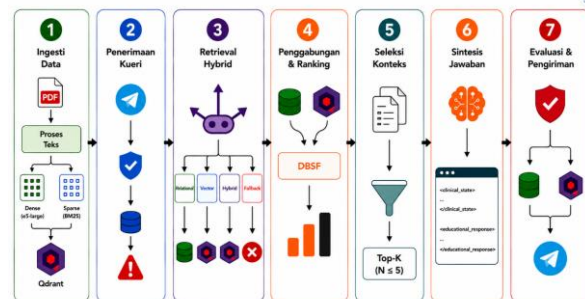 1
Ingesti
Data
PDF
Proses
Teks
Dense
(e5-large)
Sparse
(BM25)
Qdrant
2
Penerimaan
Kueri
3
Retrieval
Hybrid
Relational
Vector
Hybrid
Fallback
4
Penggabungan
& Ranking
DBSF
5
Seleksi
Konteks
Top-K
(N ≤ 5)
6
Sintesis
Jawaban
<clinical_state>
...
</clinical_state>
<educational_response>
...
</educational_response>
7
Evaluasi &
Pengiriman